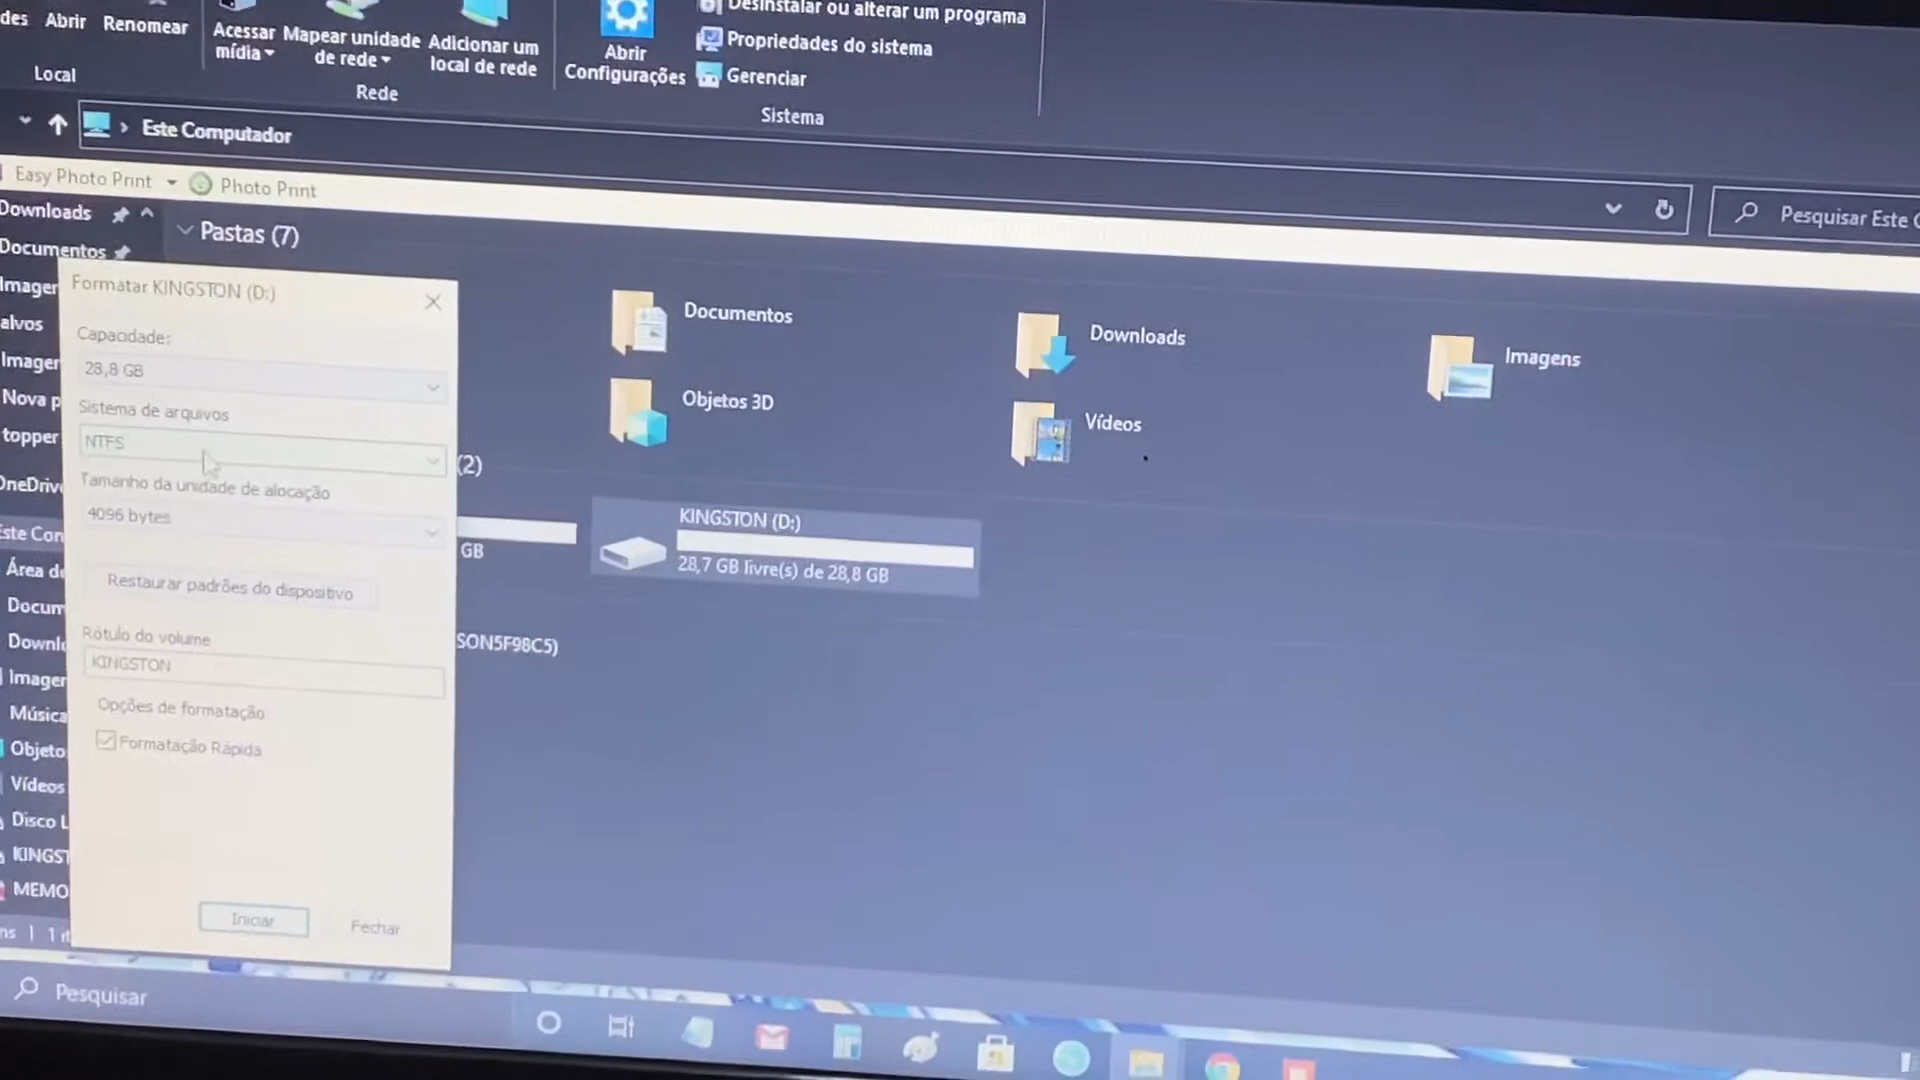 des Abrir Renomear
Acessar mídia
Mapear unidade de rede
Adicionar um local de rede
Abrir Configurações
Desinstalar ou alterar um programa
Propriedades do sistema
Gerenciar
Local
Rede
Sistema
Este Computador
Pesquisar Este C
Easy Photo Print
Photo Print
Downloads
Documentos
Imager
alvos
Imager
Nova p
topper
OneDriv
Este Con
Área de
Docum
Downl
Imager
Música
Objeto
Vídeos
Disco L
KINGST
MEMO
ns
1 it
Pastas (7)
Documentos
Downloads
Imagens
Objetos 3D
Vídeos
(2)
GB
KINGSTON (D:)
28,7 GB livre(s) de 28,8 GB
SON5F98C5)
Formatar KINGSTON (D:)
Capacidade:
28,8 GB
Sistema de arquivos
NTFS
Tamanho da unidade de alocação
4096 bytes
Restaurar padrões do dispositivo
Rótulo do volume
KINGSTON
Opções de formatação
Formatação Rápida
Iniciar
Fechar
Pesquisar